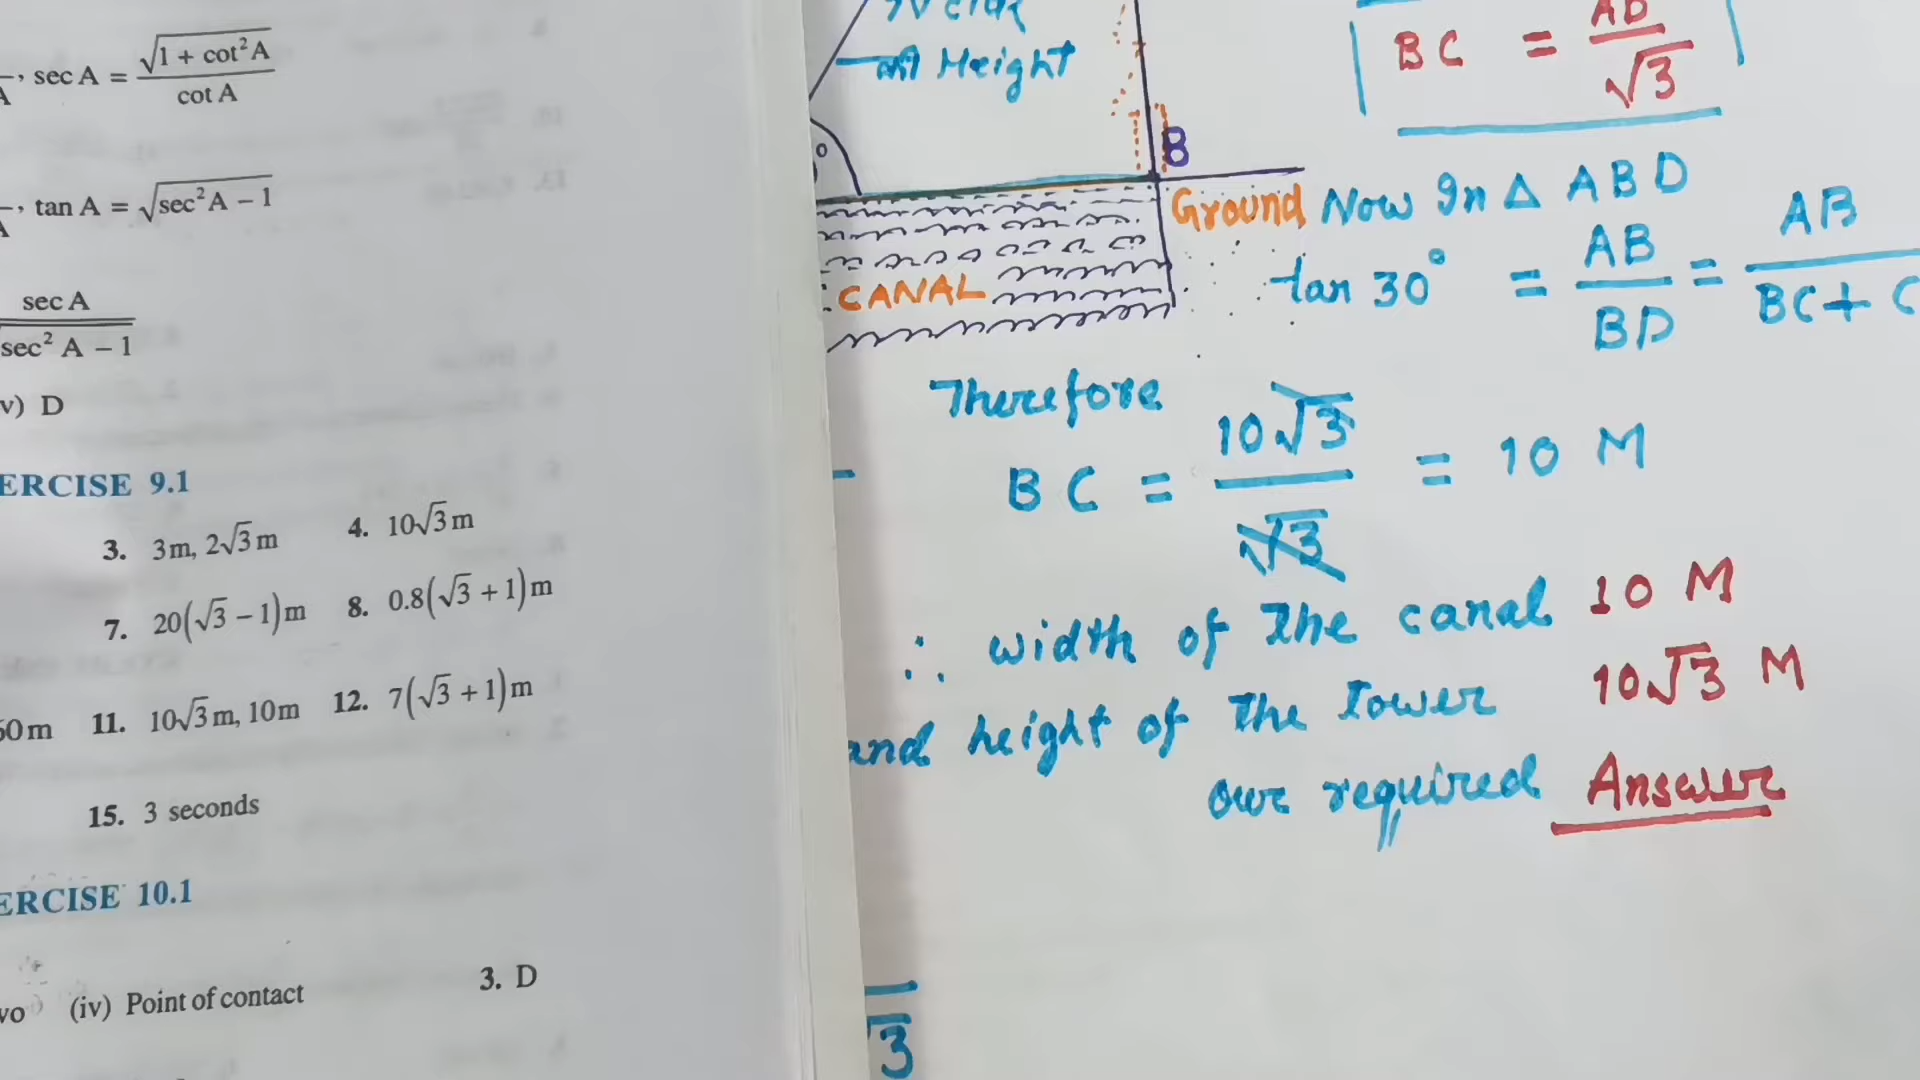 , sec A = √(1 + cot² A) / cot A
, tan A = √(sec² A – 1)
sec A / √(sec² A – 1)
v) D
ERCISE 9.1
3. 3m, 2√3 m 4. 10√3 m
7. 20(√3 – 1) m 8. 0.8(√3 + 1) m
60m 11. 10√3 m, 10m 12. 7(√3 + 1) m
15. 3 seconds
ERCISE 10.1
3. D
(iv) Point of contact
Height
B
Ground
CANAL
BC = AB / √3
Now In Δ ABD
tan 30° = AB / BD = AB / BC + C
Therefore
BC = 10√3 / √3 = 10 M
∴ width of the canal 10 M
and height of the tower 10√3 M
our required Answer
√3